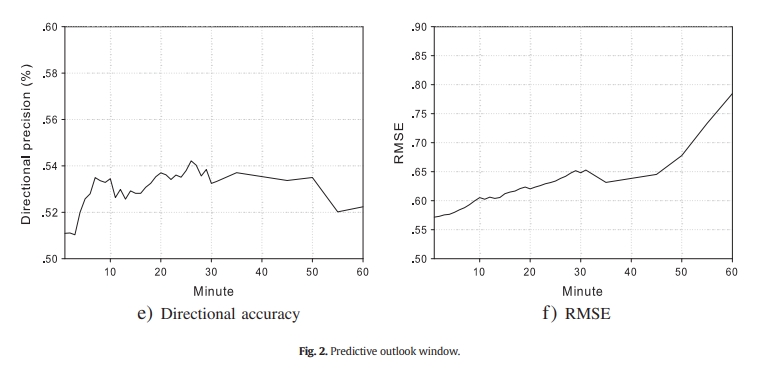 .60
.58
.56
.54
.52
.50
Directional precision (%)
10 20 30 40 50 60
Minute
e) Directional accuracy
.90
.85
.80
.75
.70
.65
.60
.55
.50
RMSE
10 20 30 40 50 60
Minute
f) RMSE
Fig. 2. Predictive outlook window.